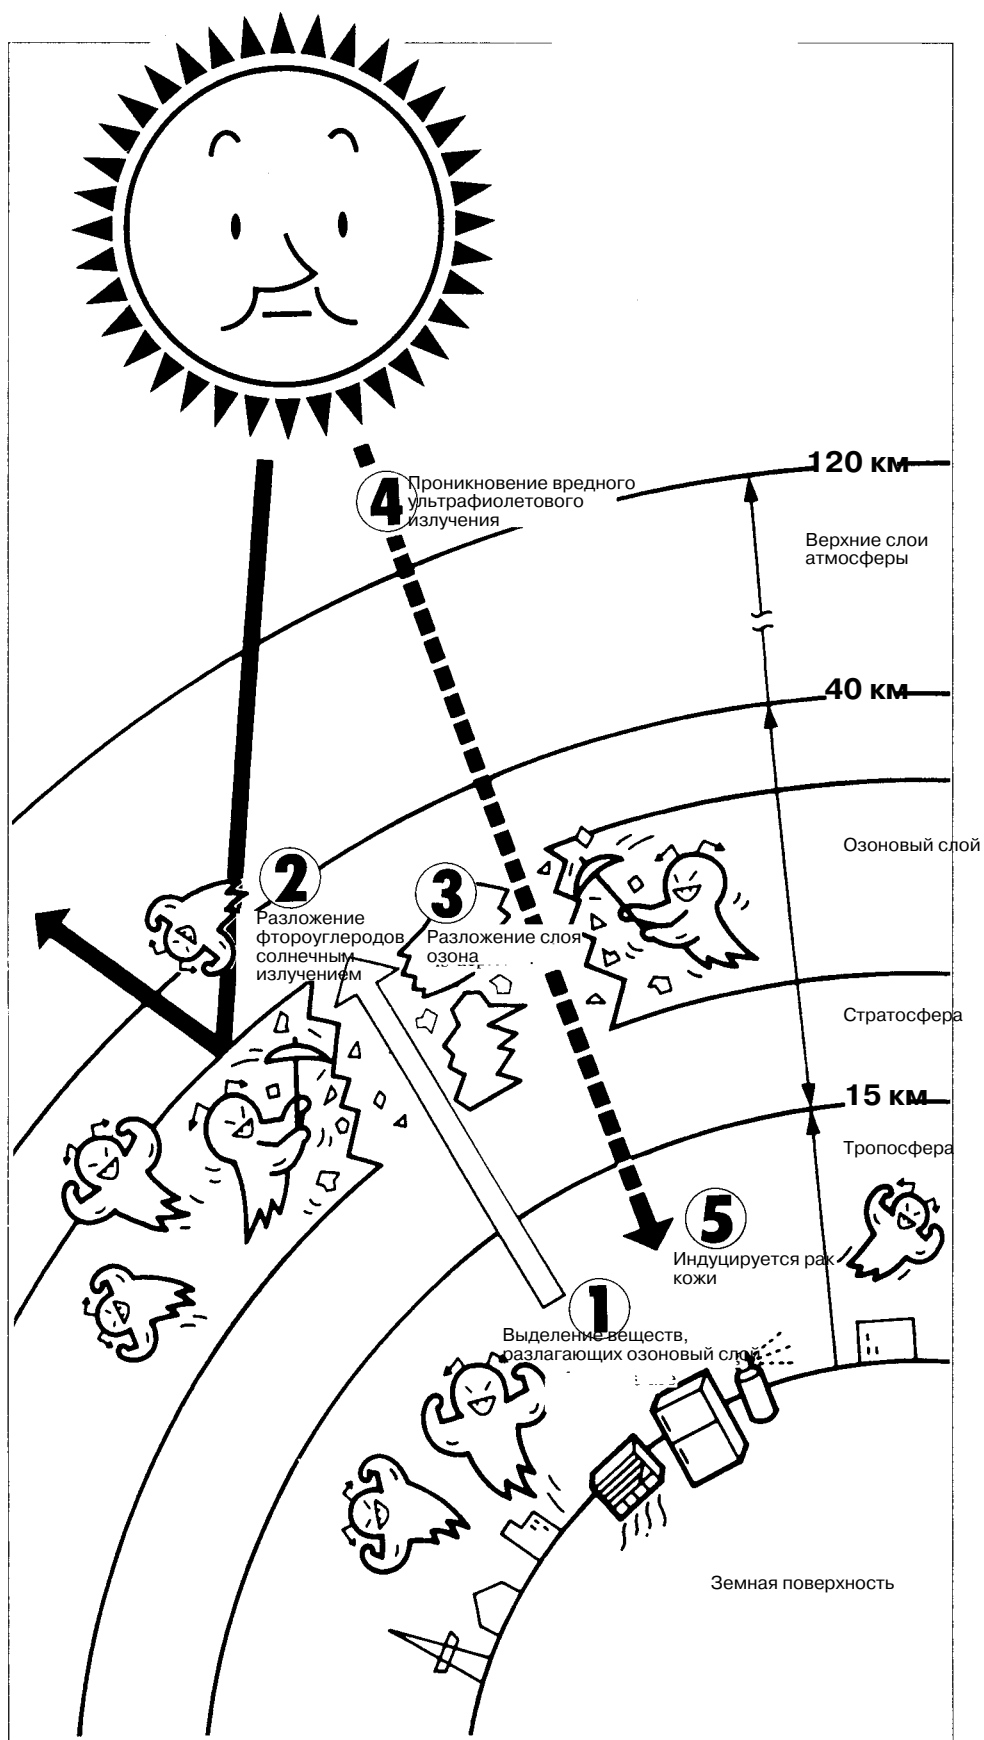 120 км
4
Проникновение вредного
ультрафиолетового
излучения
Верхние слои
атмосферы
40 км
Озоновый слой
2
Разложение
фтороуглеродов
солнечным
излучением
3
Разложение слоя
озона
Стратосфера
15 км
Тропосфера
5
Индуцируется рак
кожи
1
Выделение веществ,
разлагающих озоновый слой
Земная поверхность